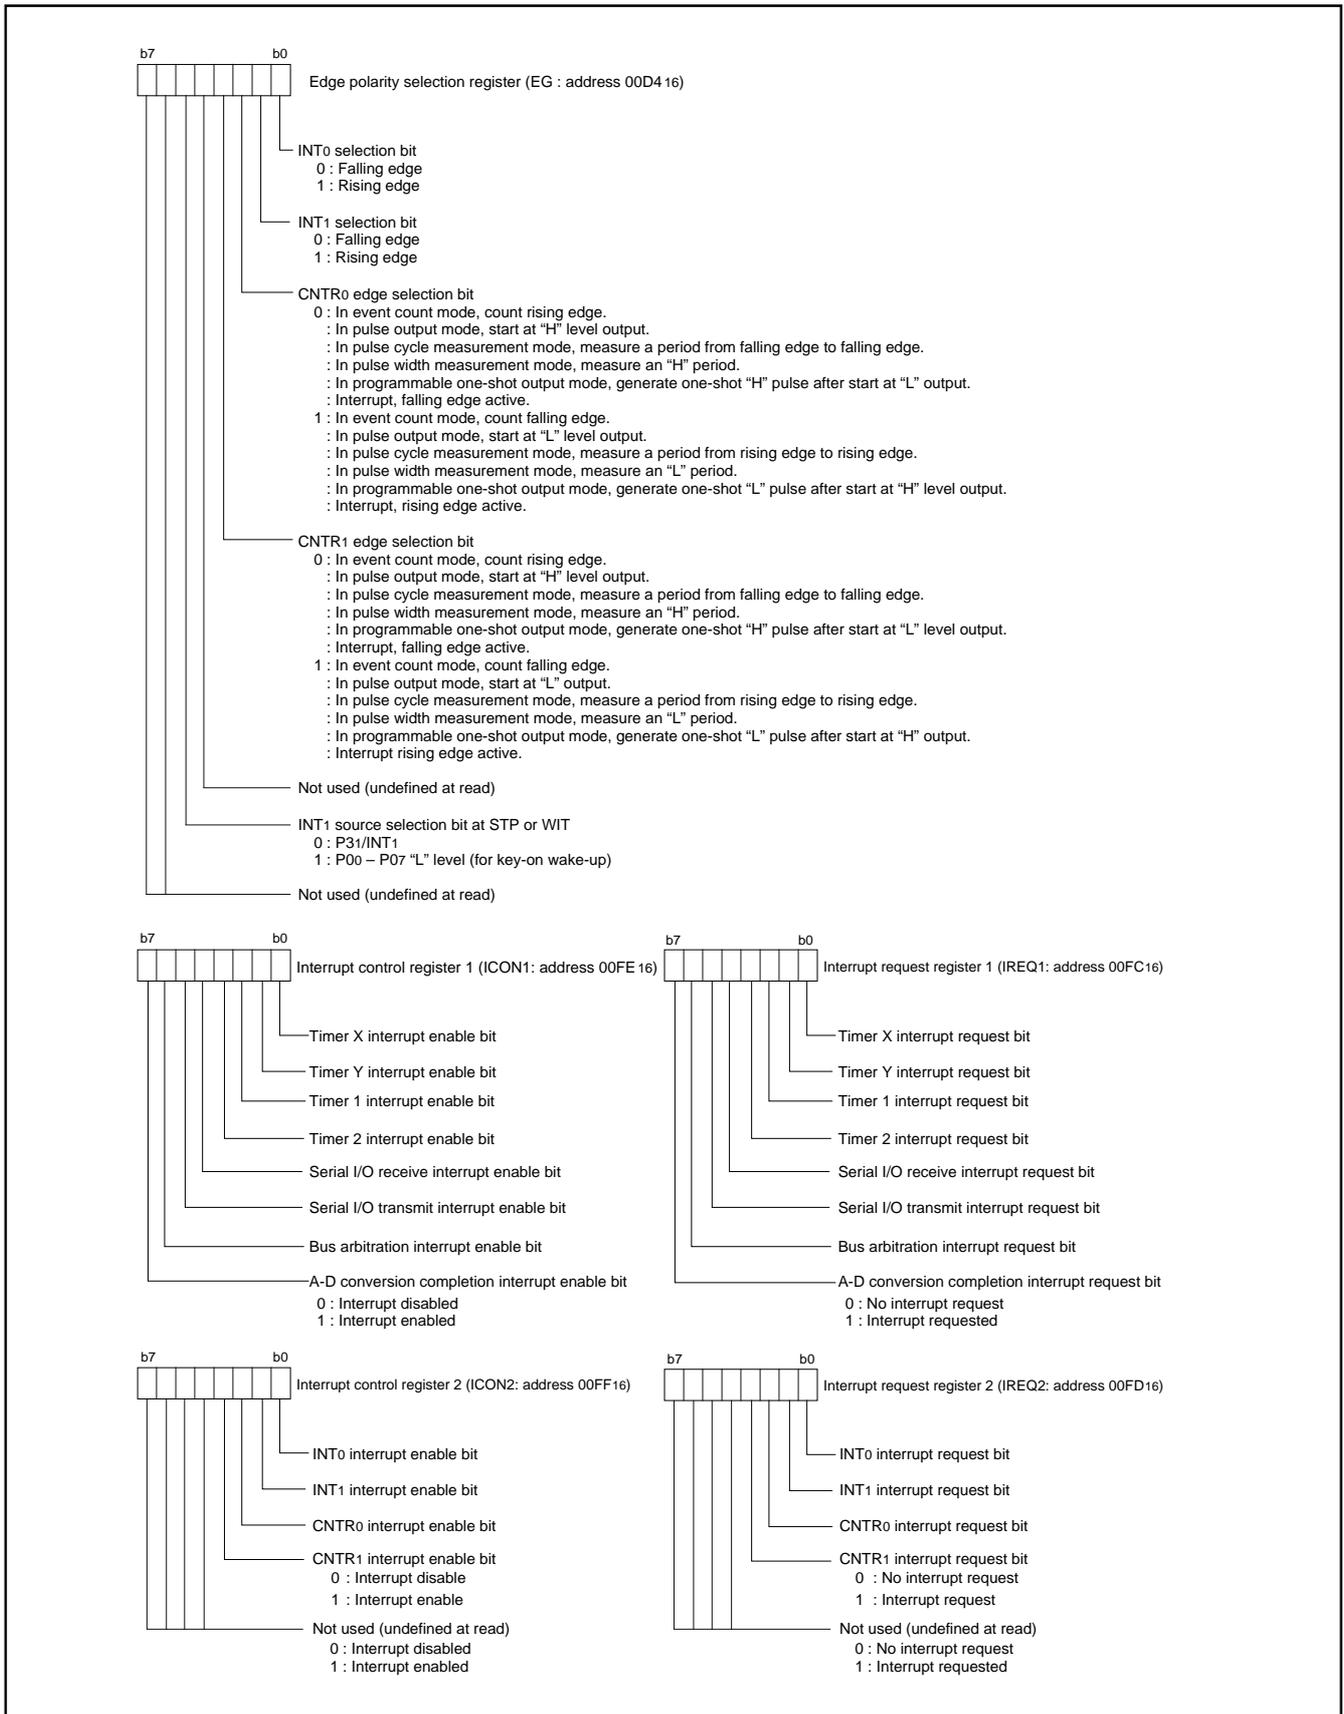 b7 b0
Edge polarity selection register (EG : address 00D416)
INT0 selection bit
0 : Falling edge
1 : Rising edge
INT1 selection bit
0 : Falling edge
1 : Rising edge
CNTR0 edge selection bit
0 : In event count mode, count rising edge.
: In pulse output mode, start at “H” level output.
: In pulse cycle measurement mode, measure a period from falling edge to falling edge.
: In pulse width measurement mode, measure an “H” period.
: In programmable one-shot output mode, generate one-shot “H” pulse after start at “L” output.
: Interrupt, falling edge active.
1 : In event count mode, count falling edge.
: In pulse output mode, start at “L” level output.
: In pulse cycle measurement mode, measure a period from rising edge to rising edge.
: In pulse width measurement mode, measure an “L” period.
: In programmable one-shot output mode, generate one-shot “L” pulse after start at “H” level output.
: Interrupt, rising edge active.
CNTR1 edge selection bit
0 : In event count mode, count rising edge.
: In pulse output mode, start at “H” level output.
: In pulse cycle measurement mode, measure a period from falling edge to falling edge.
: In pulse width measurement mode, measure an “H” period.
: In programmable one-shot output mode, generate one-shot “H” pulse after start at “L” level output.
: Interrupt, falling edge active.
1 : In event count mode, count falling edge.
: In pulse output mode, start at “L” output.
: In pulse cycle measurement mode, measure a period from rising edge to rising edge.
: In pulse width measurement mode, measure an “L” period.
: In programmable one-shot output mode, generate one-shot “L” pulse after start at “H” output.
: Interrupt rising edge active.
Not used (undefined at read)
INT1 source selection bit at STP or WIT
0 : P31/INT1
1 : P00 – P07 “L” level (for key-on wake-up)
Not used (undefined at read)
b7 b0
Interrupt control register 1 (ICON1: address 00FE16)
Timer X interrupt enable bit
Timer Y interrupt enable bit
Timer 1 interrupt enable bit
Timer 2 interrupt enable bit
Serial I/O receive interrupt enable bit
Serial I/O transmit interrupt enable bit
Bus arbitration interrupt enable bit
A-D conversion completion interrupt enable bit
0 : Interrupt disabled
1 : Interrupt enabled
b7 b0
Interrupt request register 1 (IREQ1: address 00FC16)
Timer X interrupt request bit
Timer Y interrupt request bit
Timer 1 interrupt request bit
Timer 2 interrupt request bit
Serial I/O receive interrupt request bit
Serial I/O transmit interrupt request bit
Bus arbitration interrupt request bit
A-D conversion completion interrupt request bit
0 : No interrupt request
1 : Interrupt requested
b7 b0
Interrupt control register 2 (ICON2: address 00FF16)
INT0 interrupt enable bit
INT1 interrupt enable bit
CNTR0 interrupt enable bit
CNTR1 interrupt enable bit
0 : Interrupt disable
1 : Interrupt enable
Not used (undefined at read)
0 : Interrupt disabled
1 : Interrupt enabled
b7 b0
Interrupt request register 2 (IREQ2: address 00FD16)
INT0 interrupt request bit
INT1 interrupt request bit
CNTR0 interrupt request bit
CNTR1 interrupt request bit
0 : No interrupt request
1 : Interrupt request
Not used (undefined at read)
0 : No interrupt request
1 : Interrupt requested